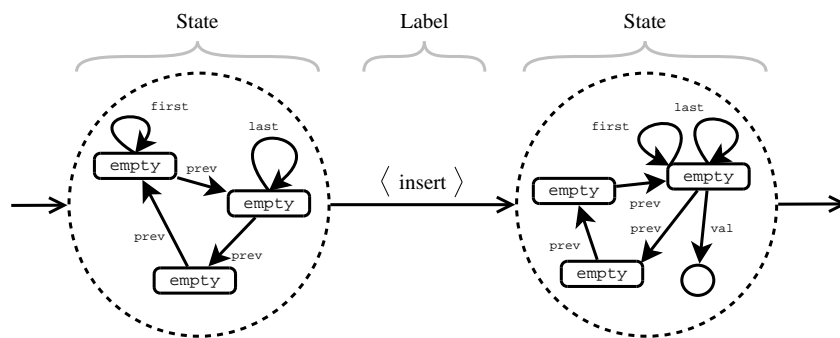 State Label State
first
last
empty
prev
empty
prev
prev
empty
⟨ insert ⟩
first
last
empty
empty
prev
prev
val
prev
empty